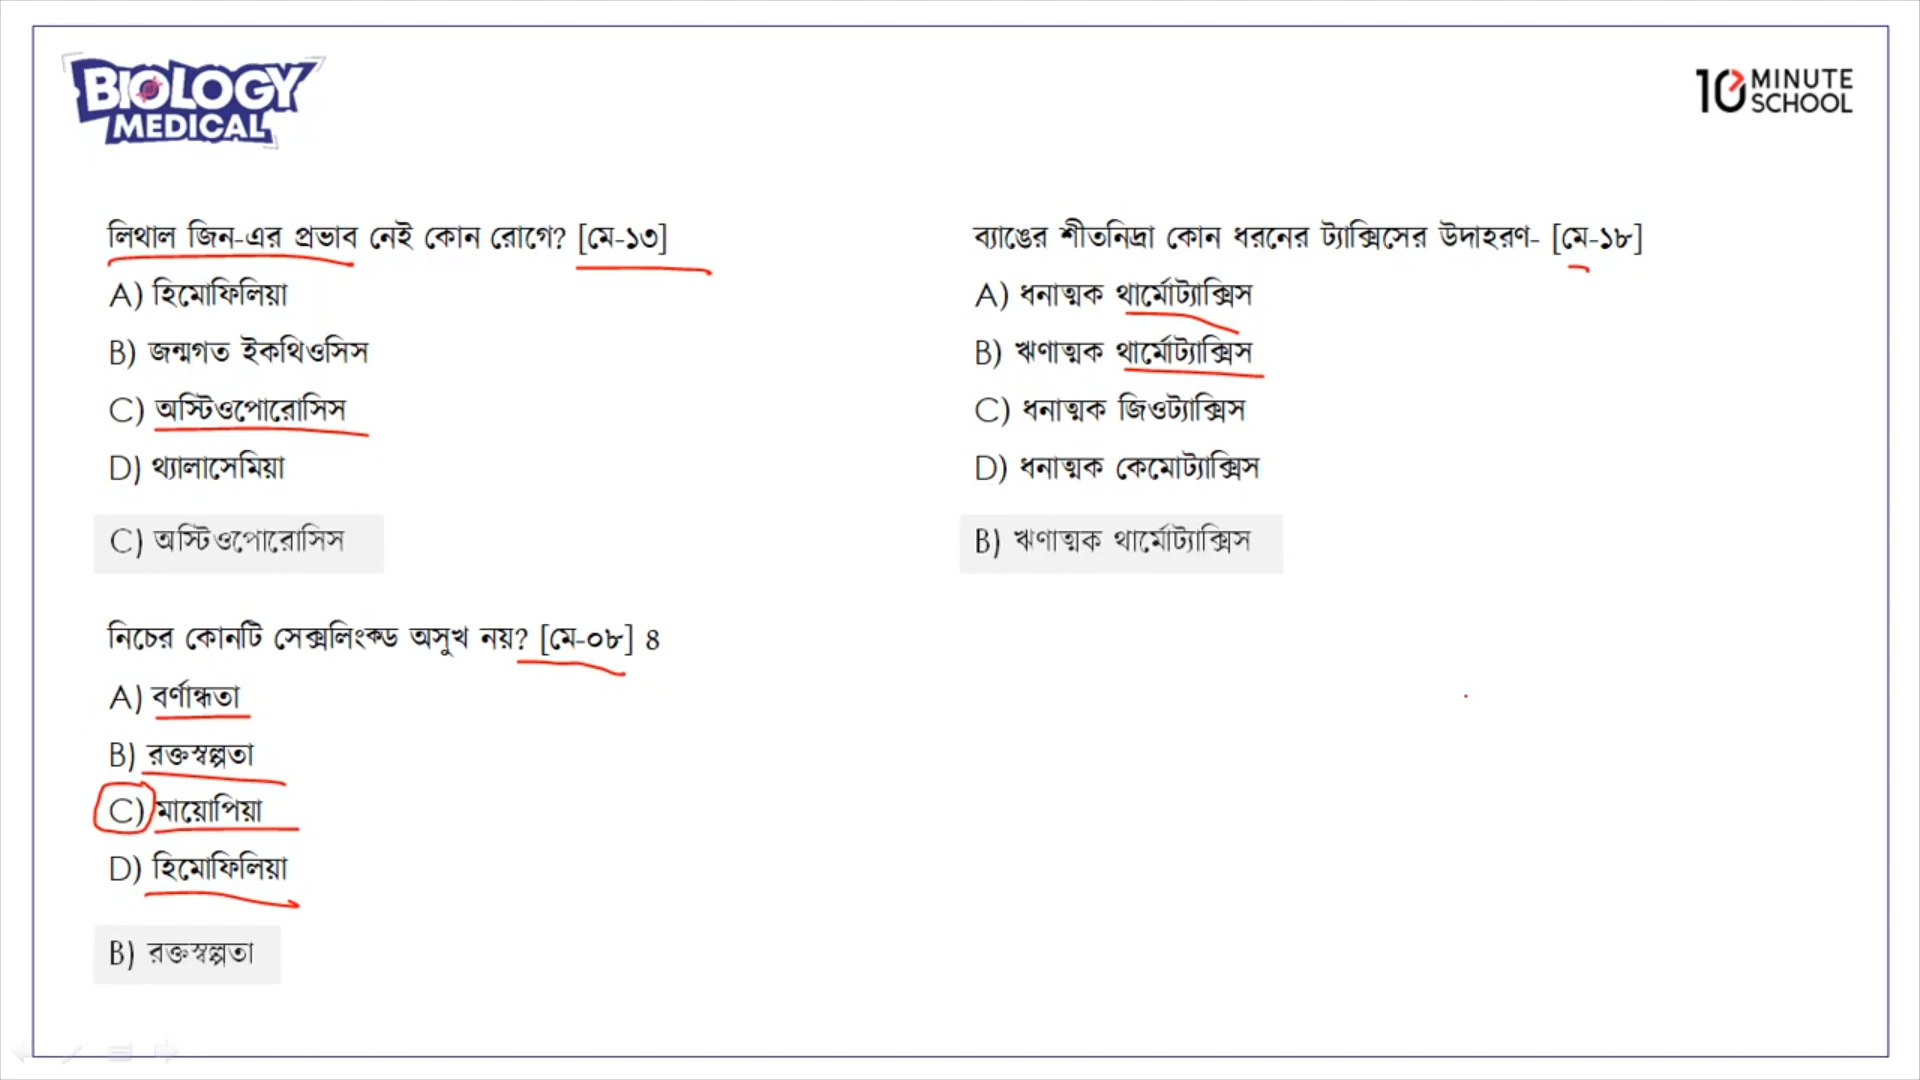 BIOLOGY
MEDICAL
10 MINUTE
SCHOOL
লিথাল জিন-এর প্রভাব নেই কোন রোগে? [মে-১৩]
A) হিমোফিলিয়া
B) জন্মগত ইকথিওসিস
C) অস্টিওপোরোসিস
D) থ্যালাসেমিয়া
C) অস্টিওপোরোসিস
নিচের কোনটি সেক্সলিংকড অসুখ নয়? [মে-০৮] 8
A) বর্ণান্ধতা
B) রক্তস্বল্পতা
C) মায়োপিয়া
D) হিমোফিলিয়া
B) রক্তস্বল্পতা
ব্যাঙের শীতনিদ্রা কোন ধরনের ট্যাক্সিসের উদাহরণ- [মে-১৮]
A) ধনাত্মক থার্মোট্যাক্সিস
B) ঋণাত্মক থার্মোট্যাক্সিস
C) ধনাত্মক জিওট্যাক্সিস
D) ধনাত্মক কেমোট্যাক্সিস
B) ঋণাত্মক থার্মোট্যাক্সিস